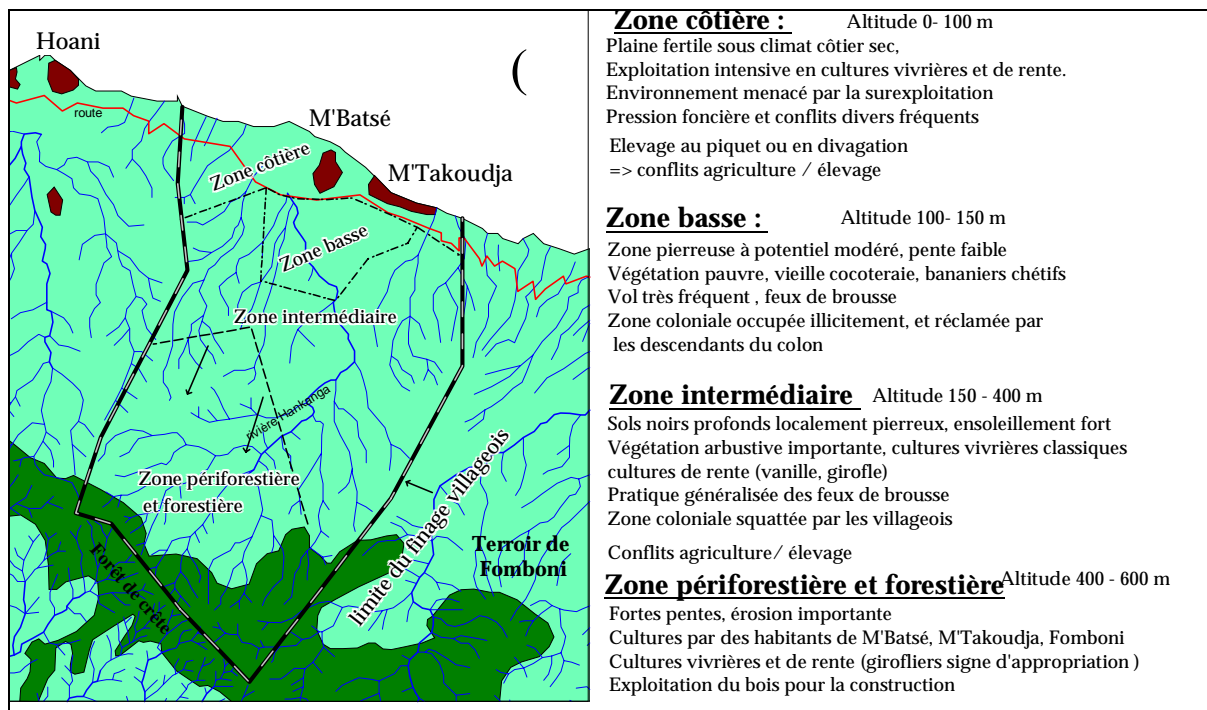 Hoani
(
route
M'Batsé
M'Takoudja
Zone côtière
Zone basse
Zone intermédiaire
rivière Hankunga
Zone périforestière
et forestière
limite du finage villageois
Terroir de
Fomboni
Forêt de crête
Zone côtière : Altitude 0- 100 m
Plaine fertile sous climat côtier sec,
Exploitation intensive en cultures vivrières et de rente.
Environnement menacé par la surexploitation
Pression foncière et conflits divers fréquents
Elevage au piquet ou en divagation
=> conflits agriculture / élevage
Zone basse : Altitude 100- 150 m
Zone pierreuse à potentiel modéré, pente faible
Végétation pauvre, vieille cocoteraie, bananiers chétifs
Vol très fréquent , feux de brousse
Zone coloniale occupée illicitement, et réclamée par
les descendants du colon
Zone intermédiaire Altitude 150 - 400 m
Sols noirs profonds localement pierreux, ensoleillement fort
Végétation arbustive importante, cultures vivrières classiques
cultures de rente (vanille, girofle)
Pratique généralisée des feux de brousse
Zone coloniale squattée par les villageois
Conflits agriculture/ élevage
Zone périforestière et forestière Altitude 400 - 600 m
Fortes pentes, érosion importante
Cultures par des habitants de M'Batsé, M'Takoudja, Fomboni
Cultures vivrières et de rente (girofliers signe d'appropriation )
Exploitation du bois pour la construction